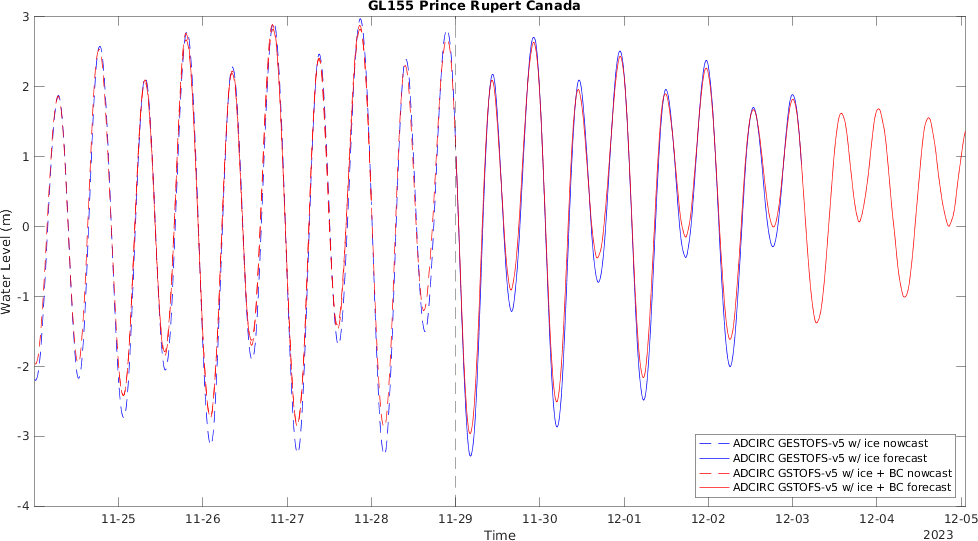 GL155 Prince Rupert Canada
3
2
1
0
-1
-2
-3
-4
Water Level (m)
ADCIRC GESTOFS-v5 w/ ice nowcast
ADCIRC GESTOFS-v5 w/ ice forecast
ADCIRC GSTOFS-v5 w/ ice + BC nowcast
ADCIRC GSTOFS-v5 w/ ice + BC forecast
11-25 11-26 11-27 11-28 11-29 11-30 12-01 12-02 12-03 12-04 12-05
Time
2023